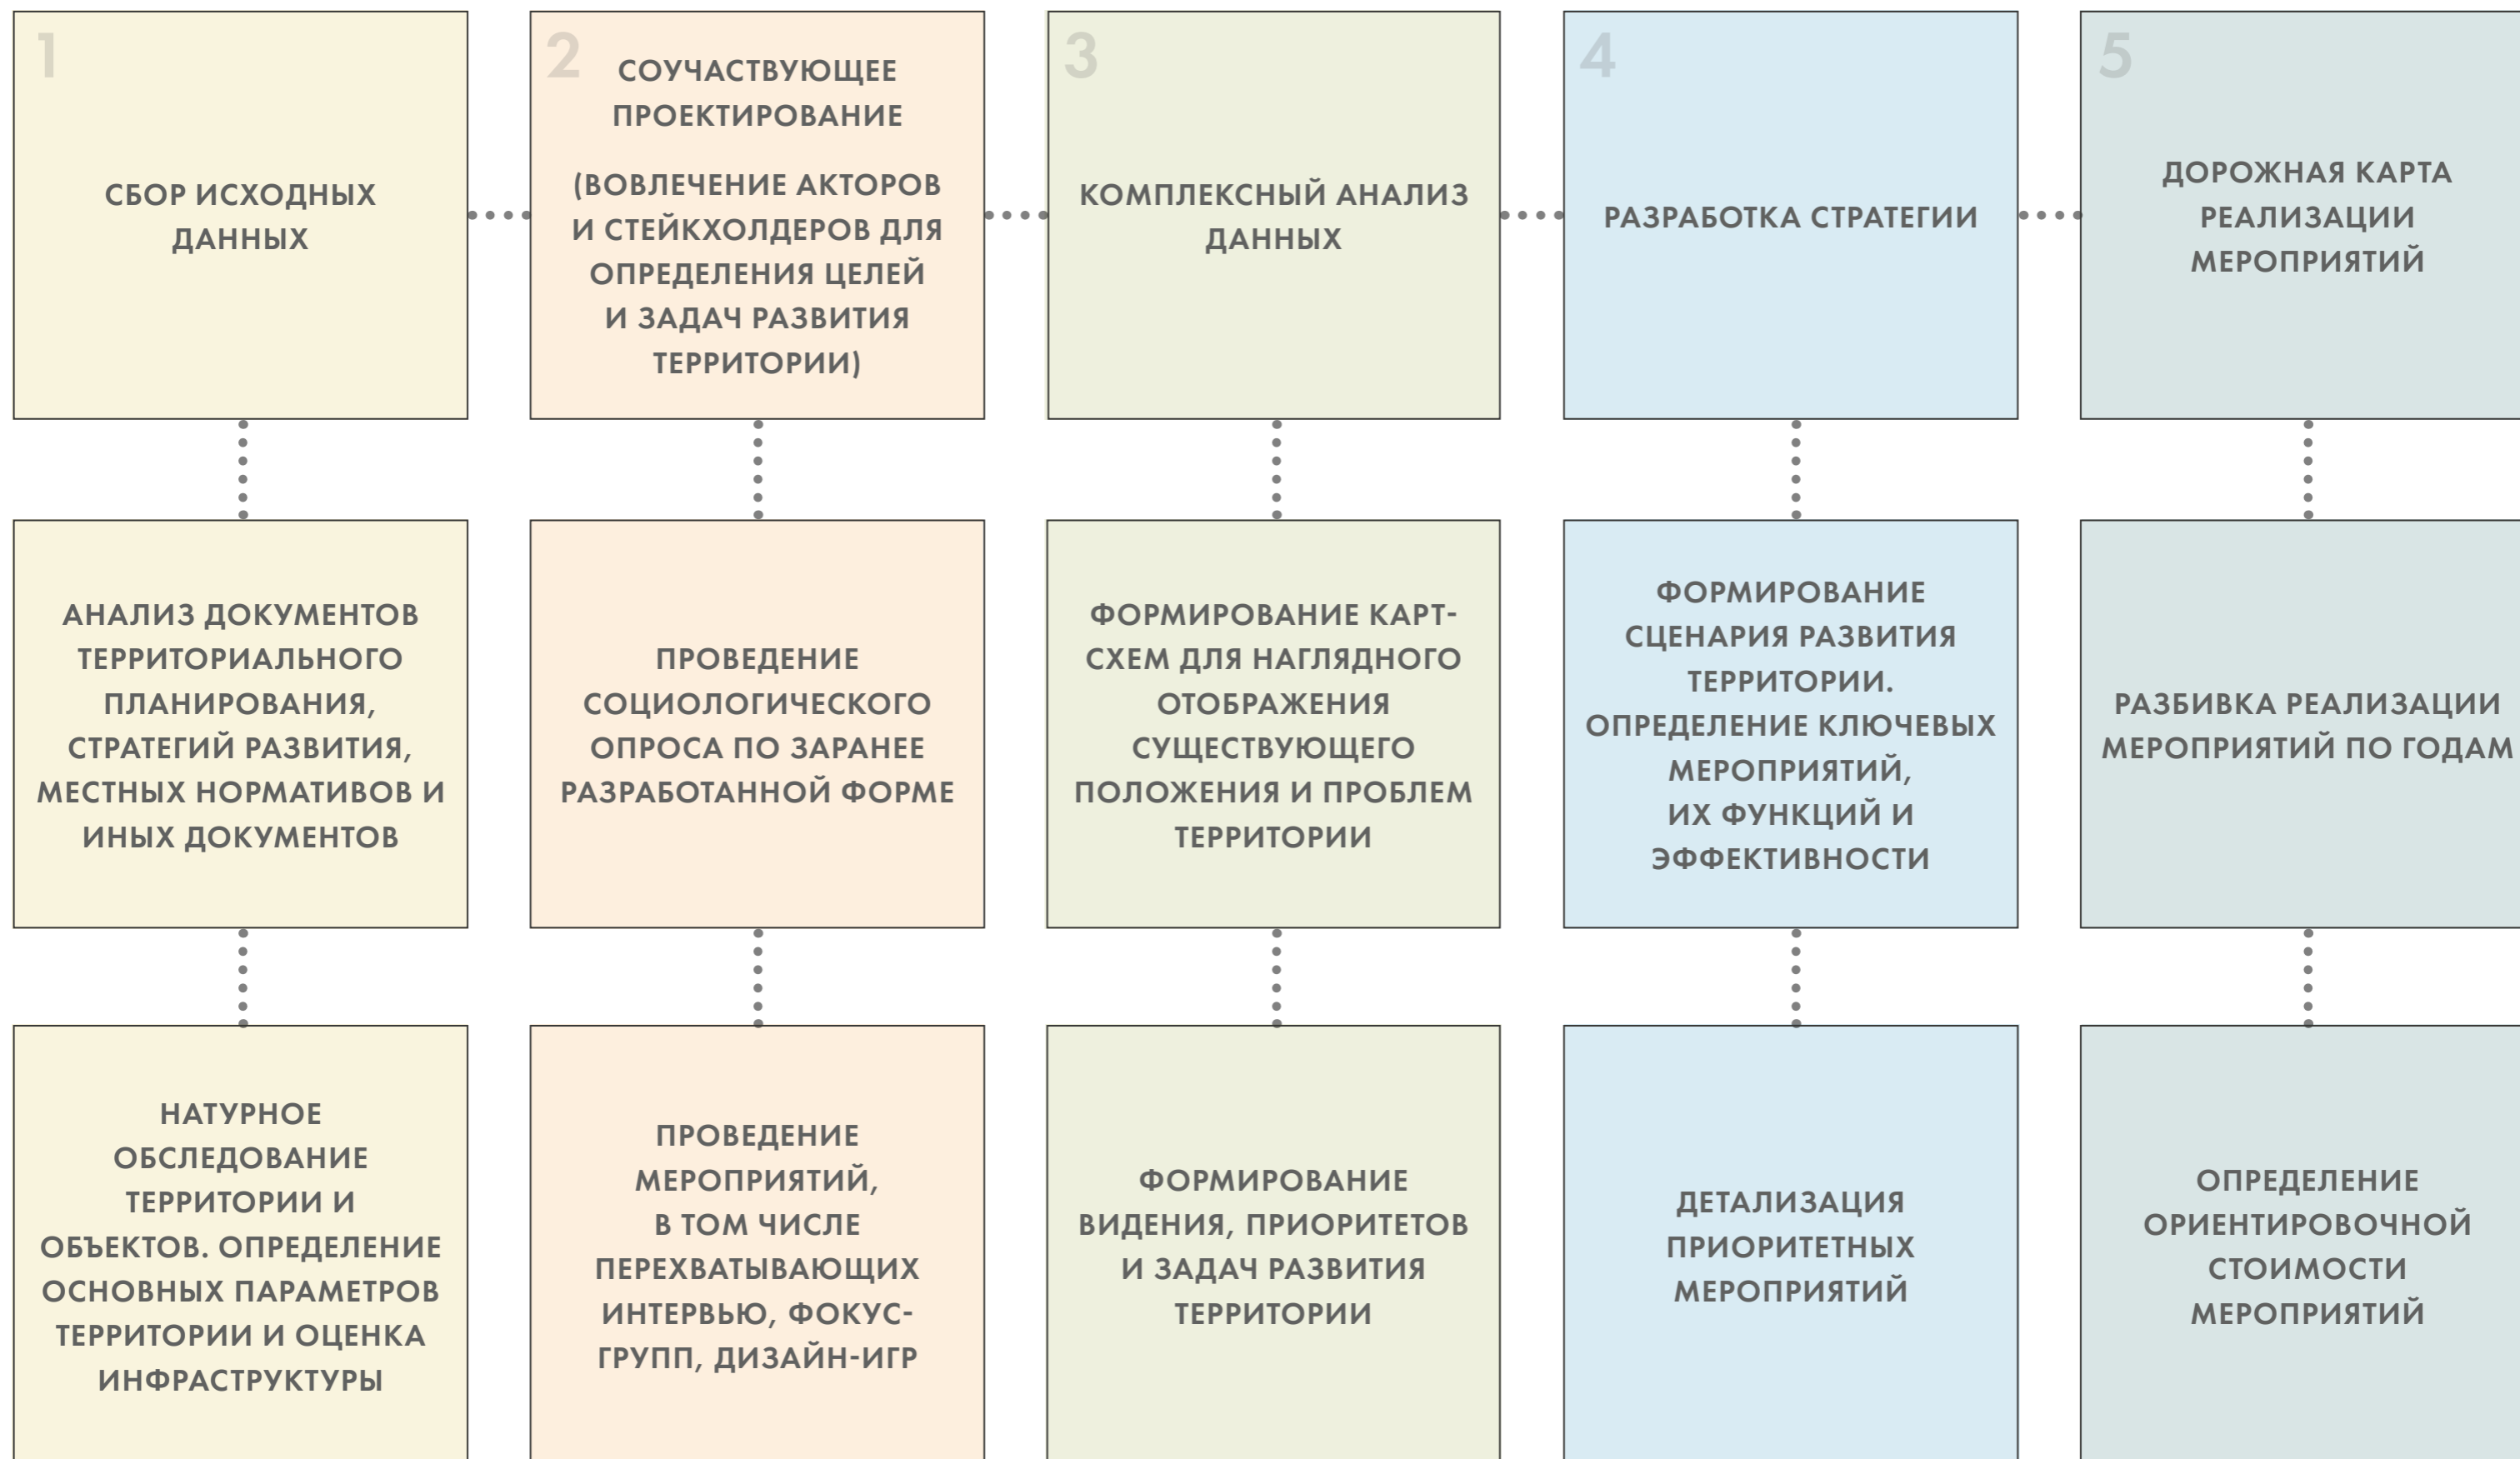 1
СБОР ИСХОДНЫХ
ДАННЫХ
2
СОУЧАСТВУЮЩЕЕ
ПРОЕКТИРОВАНИЕ
(ВОВЛЕЧЕНИЕ АКТОРОВ
И СТЕЙКХОЛДЕРОВ ДЛЯ
ОПРЕДЕЛЕНИЯ ЦЕЛЕЙ
И ЗАДАЧ РАЗВИТИЯ
ТЕРРИТОРИИ)
3
КОМПЛЕКСНЫЙ АНАЛИЗ
ДАННЫХ
4
РАЗРАБОТКА СТРАТЕГИИ
5
ДОРОЖНАЯ КАРТА
РЕАЛИЗАЦИИ
МЕРОПРИЯТИЙ
АНАЛИЗ ДОКУМЕНТОВ
ТЕРРИТОРИАЛЬНОГО
ПЛАНИРОВАНИЯ,
СТРАТЕГИЙ РАЗВИТИЯ,
МЕСТНЫХ НОРМАТИВОВ И
ИНЫХ ДОКУМЕНТОВ
ПРОВЕДЕНИЕ
СОЦИОЛОГИЧЕСКОГО
ОПРОСА ПО ЗАРАНЕЕ
РАЗРАБОТАННОЙ ФОРМЕ
ФОРМИРОВАНИЕ КАРТ-
СХЕМ ДЛЯ НАГЛЯДНОГО
ОТОБРАЖЕНИЯ
СУЩЕСТВУЮЩЕГО
ПОЛОЖЕНИЯ И ПРОБЛЕМ
ТЕРРИТОРИИ
ФОРМИРОВАНИЕ
СЦЕНАРИЯ РАЗВИТИЯ
ТЕРРИТОРИИ.
ОПРЕДЕЛЕНИЕ КЛЮЧЕВЫХ
МЕРОПРИЯТИЙ,
ИХ ФУНКЦИЙ И
ЭФФЕКТИВНОСТИ
РАЗБИВКА РЕАЛИЗАЦИИ
МЕРОПРИЯТИЙ ПО ГОДАМ
НАТУРНОЕ
ОБСЛЕДОВАНИЕ
ТЕРРИТОРИИ И
ОБЪЕКТОВ. ОПРЕДЕЛЕНИЕ
ОСНОВНЫХ ПАРАМЕТРОВ
ТЕРРИТОРИИ И ОЦЕНКА
ИНФРАСТРУКТУРЫ
ПРОВЕДЕНИЕ
МЕРОПРИЯТИЙ,
В ТОМ ЧИСЛЕ
ПЕРЕХВАТЫВАЮЩИХ
ИНТЕРВЬЮ, ФОКУС-
ГРУПП, ДИЗАЙН-ИГР
ФОРМИРОВАНИЕ
ВИДЕНИЯ, ПРИОРИТЕТОВ
И ЗАДАЧ РАЗВИТИЯ
ТЕРРИТОРИИ
ДЕТАЛИЗАЦИЯ
ПРИОРИТЕТНЫХ
МЕРОПРИЯТИЙ
ОПРЕДЕЛЕНИЕ
ОРИЕНТИРОВОЧНОЙ
СТОИМОСТИ
МЕРОПРИЯТИЙ